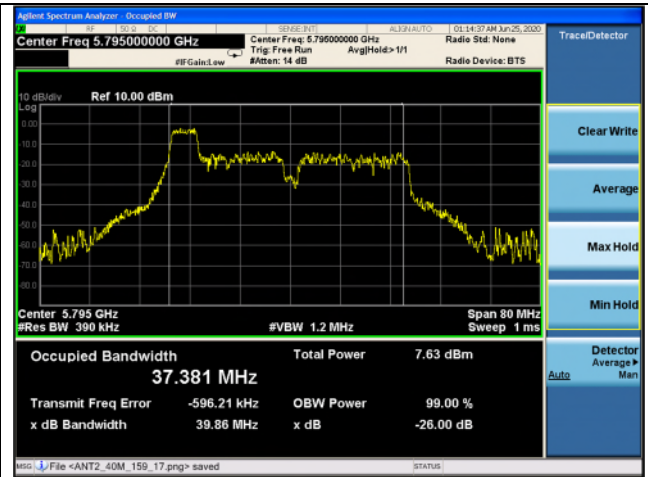 Agilent Spectrum Analyzer - Occupied BW
RF 50 Ω DC SENSE:INT ALIGN AUTO 01:14:37 AM Jun 25, 2020
Center Freq 5.795000000 GHz Center Freq: 5.795000000 GHz Radio Std: None Trace/Detector
Trig: Free Run Avg|Hold:>1/1
#IFGain:Low #Atten: 14 dB Radio Device: BTS
10 dB/div Ref 10.00 dBm
Log
0.00
-10.0
-20.0
-30.0
-40.0
-50.0
-60.0
-70.0
-80.0
Clear Write
Average
Max Hold
Min Hold
Center 5.795 GHz Span 80 MHz
#Res BW 390 kHz #VBW 1.2 MHz Sweep 1 ms
Occupied Bandwidth Total Power 7.63 dBm
37.381 MHz
Transmit Freq Error -596.21 kHz OBW Power 99.00 %
x dB Bandwidth 39.86 MHz x dB -26.00 dB
Detector
Average▶
Auto Man
MSG File <ANT2_40M_159_17.png> saved STATUS